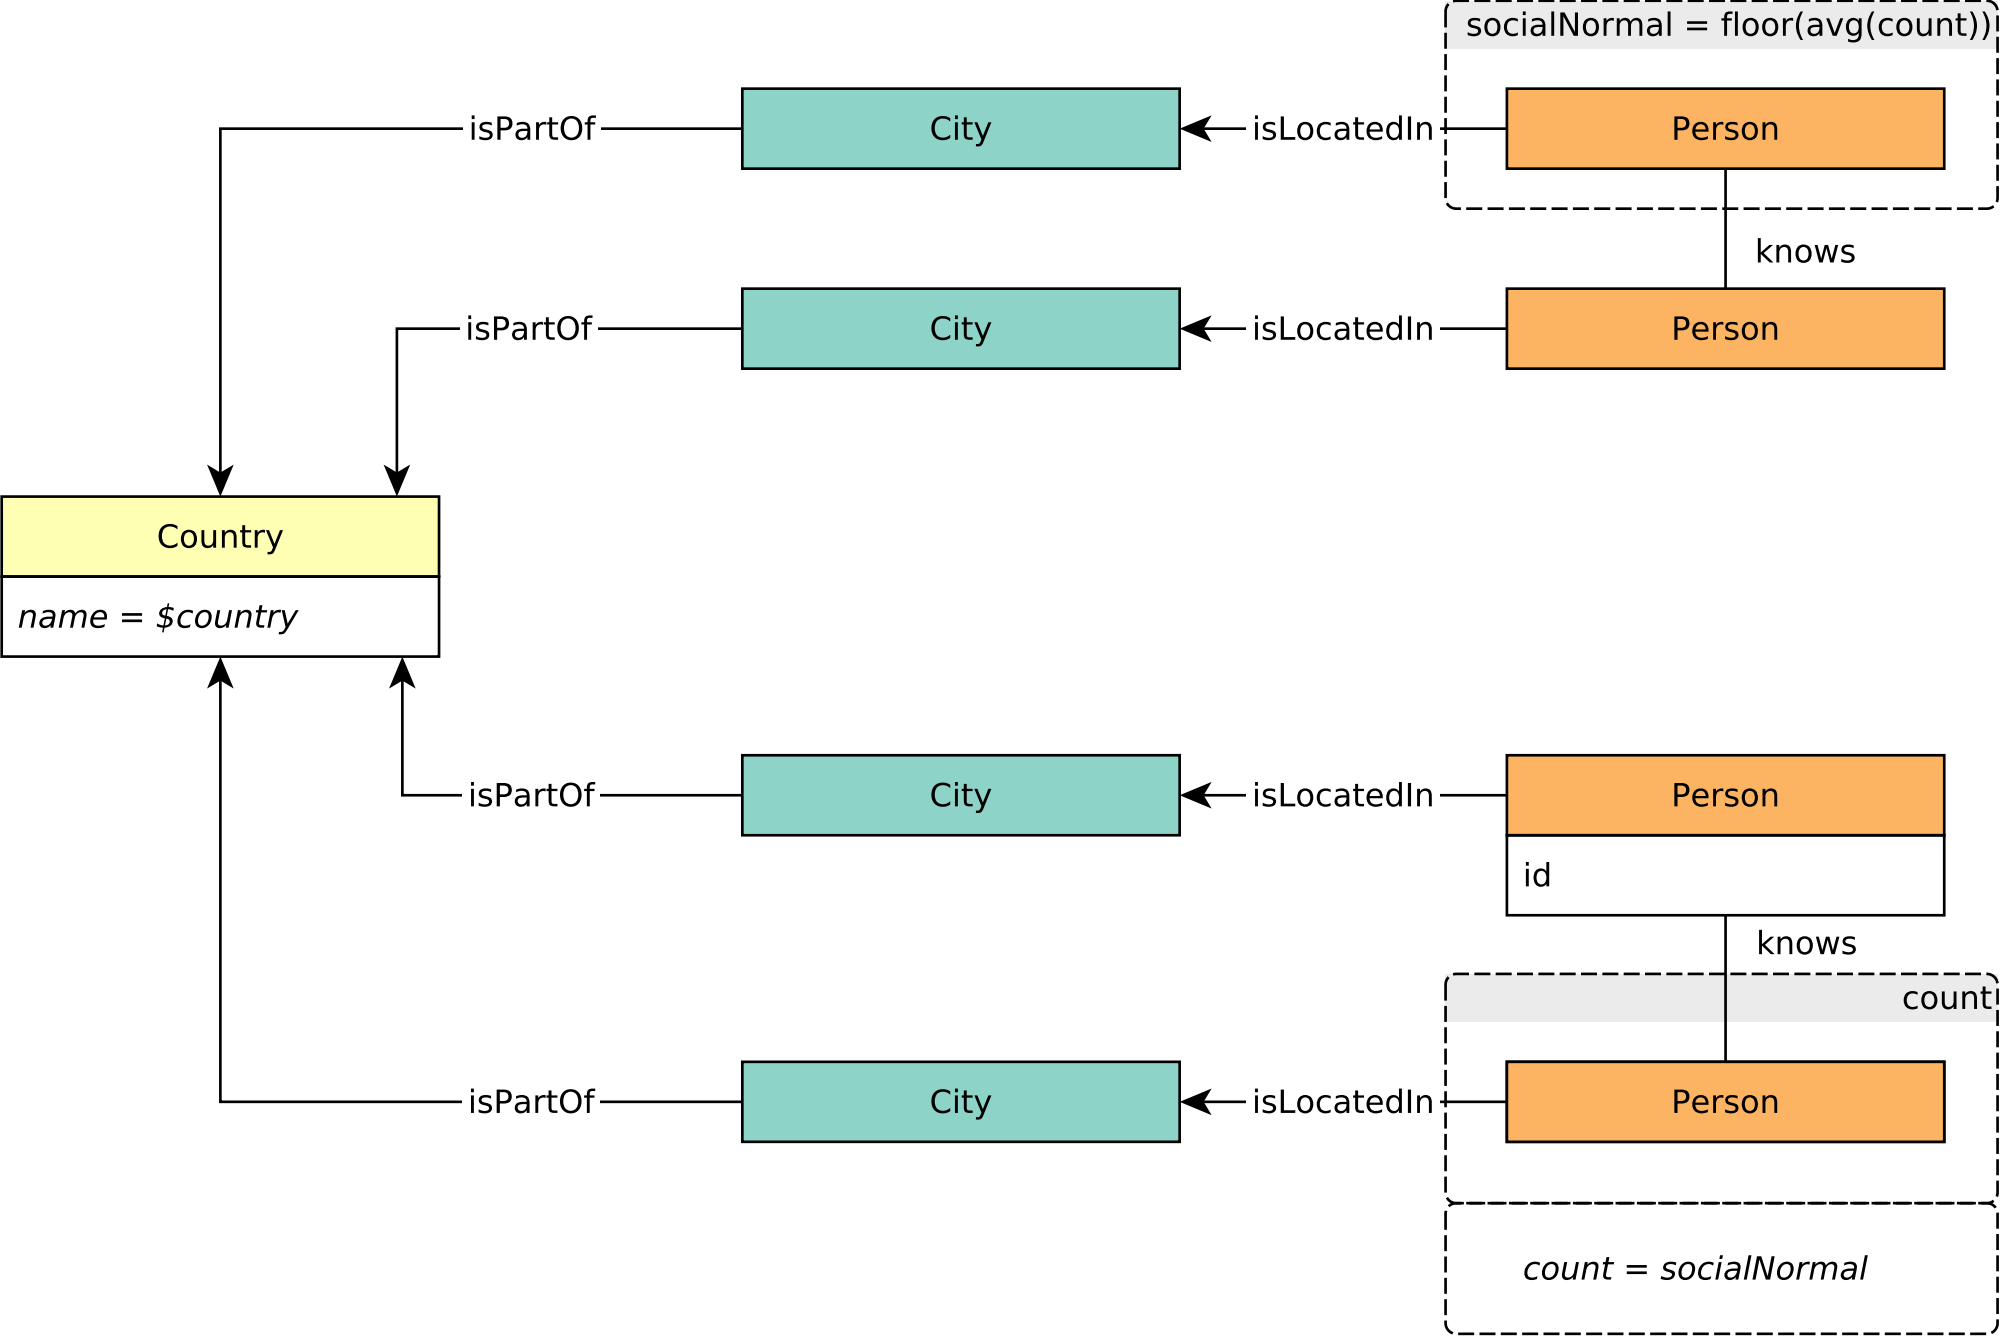 socialNormal = floor(avg(count))
isPartOf
City
isLocatedIn
Person
knows
isPartOf
City
isLocatedIn
Person
Country
name = $country
isPartOf
City
isLocatedIn
Person
id
knows
count
isPartOf
City
isLocatedIn
Person
count = socialNormal